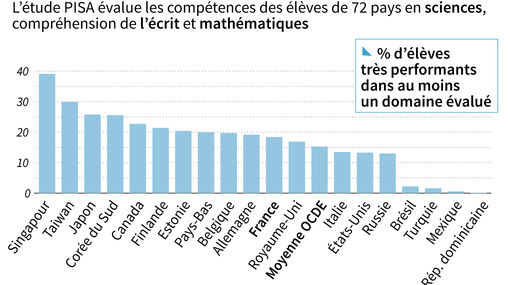 L’étude PISA évalue les compétences des élèves de 72 pays en sciences,
compréhension de l’écrit et mathématiques
% d’élèves
très performants
dans au moins
un domaine évalué
40
30
20
10
0
Singapour
Taiwan
Japon
Corée du Sud
Canada
Finlande
Estonie
Pays-Bas
Belgique
Allemagne
France
Royaume-Uni
Moyenne OCDE
Italie
États-Unis
Russie
Brésil
Turquie
Mexique
Rép. dominicaine